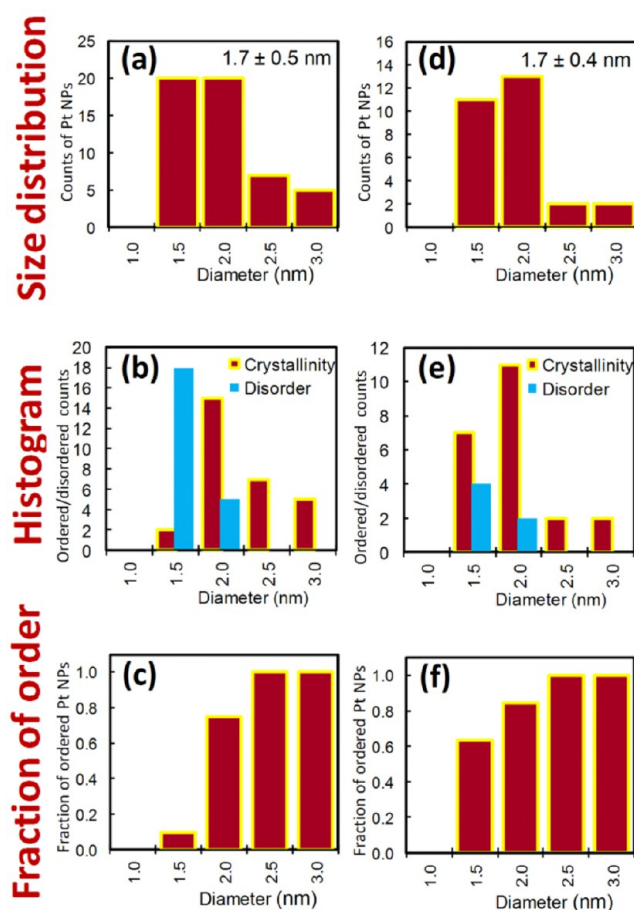 Size distribution
(a)
1.7 ± 0.5 nm
Counts of Pt NPs
25
20
15
10
5
0
1.0 1.5 2.0 2.5 3.0
Diameter (nm)
(d)
1.7 ± 0.4 nm
Counts of Pt NPs
16
14
12
10
8
6
4
2
0
1.0 1.5 2.0 2.5 3.0
Diameter (nm)
Histogram
(b)
Crystallinity
Disorder
Ordered/disordered counts
20
18
16
14
12
10
8
6
4
2
0
1.0 1.5 2.0 2.5 3.0
Diameter (nm)
(e)
Crystallinity
Disorder
Ordered/disordered counts
12
10
8
6
4
2
0
1.0 1.5 2.0 2.5 3.0
Diameter (nm)
Fraction of order
(c)
Fraction of ordered Pt NPs
1.0
0.8
0.6
0.4
0.2
0.0
1.0 1.5 2.0 2.5 3.0
Diameter (nm)
(f)
Fraction of ordered Pt NPs
1.0
0.8
0.6
0.4
0.2
0.0
1.0 1.5 2.0 2.5 3.0
Diameter (nm)